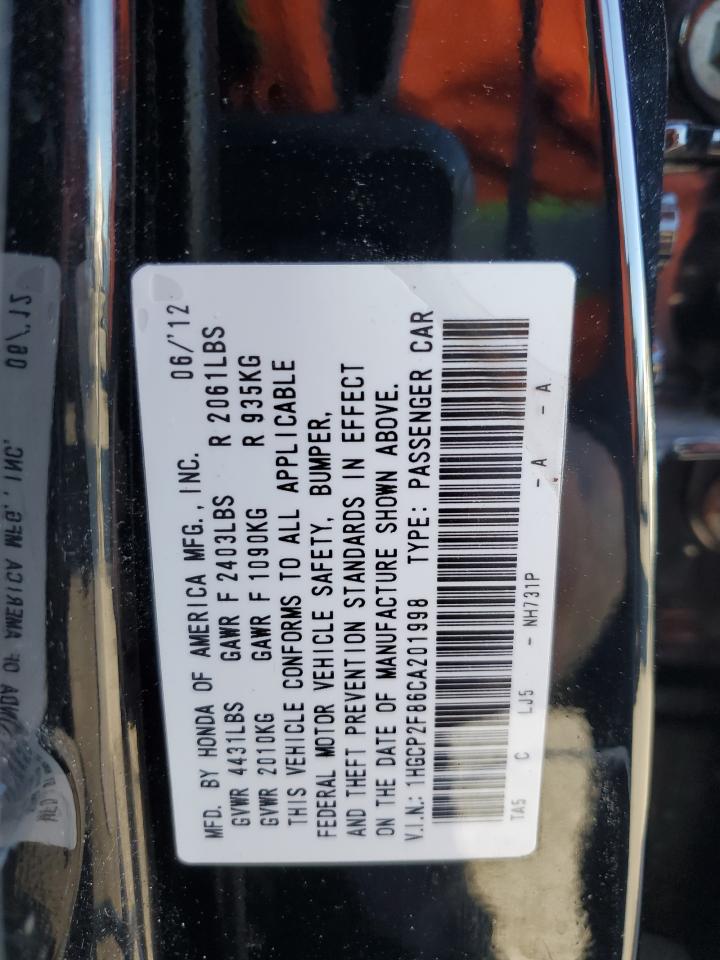 MFD. BY HONDA OF AMERICA MFG., INC. 06/'12
GVWR 4431LBS GAWR F 2403LBS R 2061LBS
GVWR 2010KG GAWR F 1090KG R 935KG
THIS VEHICLE CONFORMS TO ALL APPLICABLE
FEDERAL MOTOR VEHICLE SAFETY, BUMPER,
AND THEFT PREVENTION STANDARDS IN EFFECT
ON THE DATE OF MANUFACTURE SHOWN ABOVE.
V.I.N.: 1HGCP2F86CA201998 TYPE: PASSENGER CAR
TA5 C LJ5 - NH731P - A - A